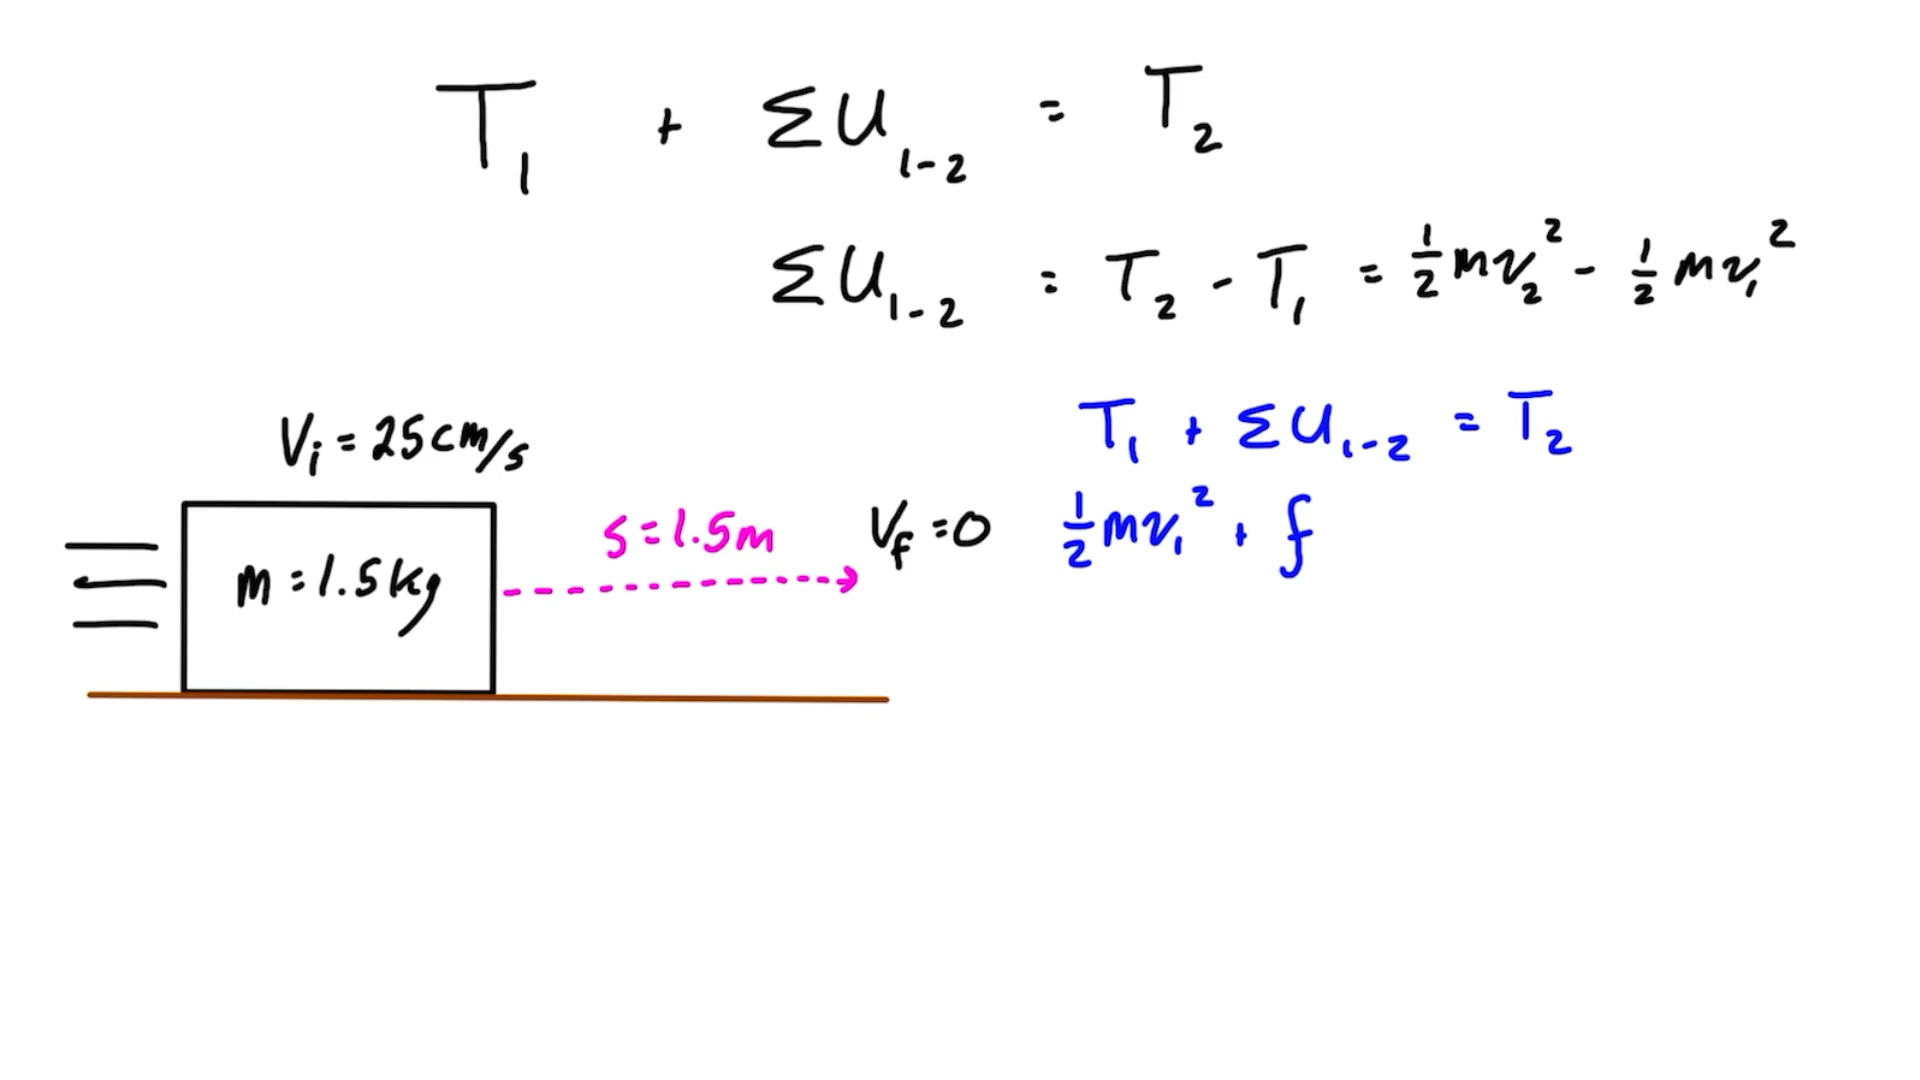 T₁ + ΣU₁₋₂ = T₂
ΣU₁₋₂ = T₂ - T₁ = ½mv₂² - ½mv₁²
Vᵢ = 25cm/s
T₁ + ΣU₁₋₂ = T₂
s = 1.5m
V_f = 0
½mv₁² + f
m = 1.5kg